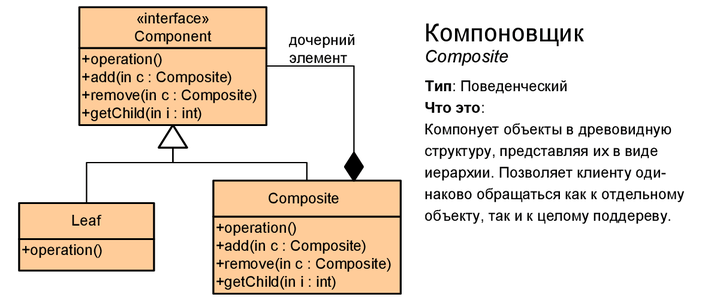 «interface»
Component
+operation()
+add(in c : Composite)
+remove(in c : Composite)
+getChild(in i : int)
дочерний
элемент
Leaf
+operation()
Composite
+operation()
+add(in c : Composite)
+remove(in c : Composite)
+getChild(in i : int)
Компоновщик
Composite
Тип: Поведенческий
Что это:
Компонует объекты в древовидную
структуру, представляя их в виде
иерархии. Позволяет клиенту оди-
наково обращаться как к отдельному
объекту, так и к целому поддереву.